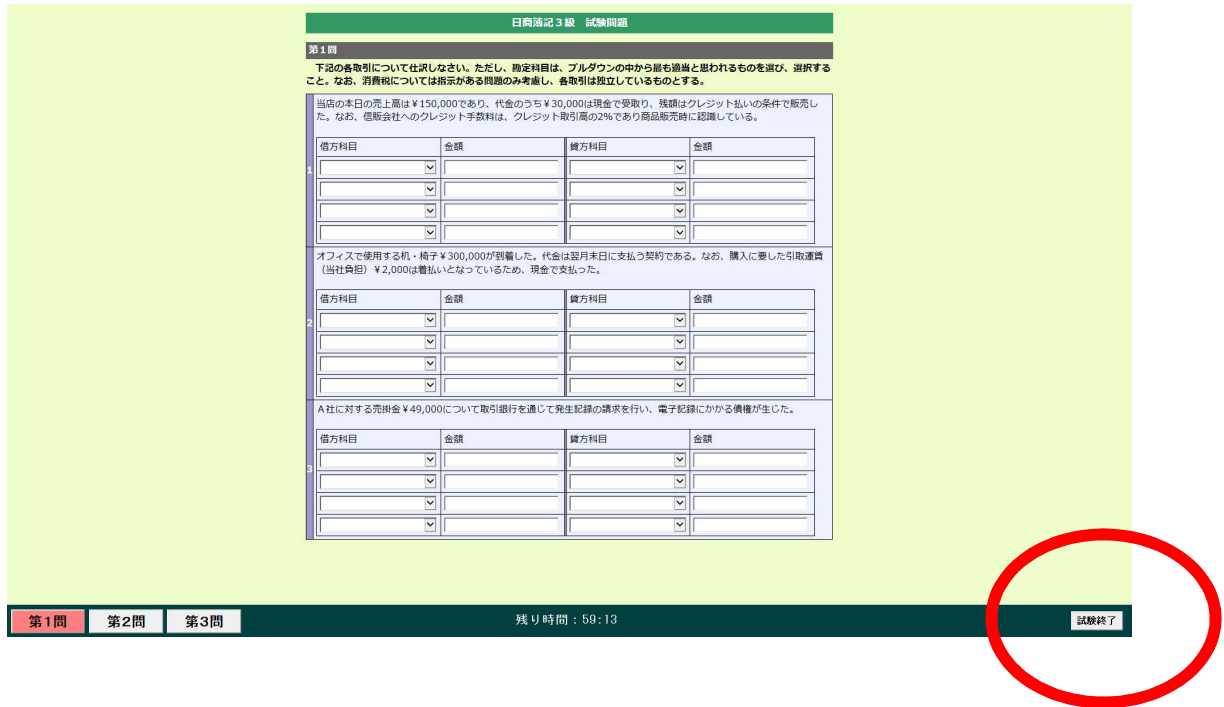 日商簿記３級　試験問題
第１問
下記の各取引について仕訳しなさい。ただし、勘定科目は、プルダウンの中から最も適当と思われるものを選び、選択する
こと。なお、消費税については指示がある問題のみ考慮し、各取引は独立しているものとする。
当店の本日の売上高は￥150,000であり、代金のうち￥30,000は現金で受取り、残額はクレジット払いの条件で販売し
た。なお、信販会社へのクレジット手数料は、クレジット取引高の2%であり商品販売時に認識している。
借方科目 金額 貸方科目 金額
1
オフィスで使用する机・椅子￥300,000が到着した。代金は翌月末日に支払う契約である。なお、購入に要した引取運賃
（当社負担）￥2,000は着払いとなっているため、現金で支払った。
借方科目 金額 貸方科目 金額
2
A社に対する売掛金￥49,000について取引銀行を通じて発生記録の請求を行い、電子記録にかかる債権が生じた。
借方科目 金額 貸方科目 金額
3
第1問 第2問 第3問 残り時間：59:13 試験終了